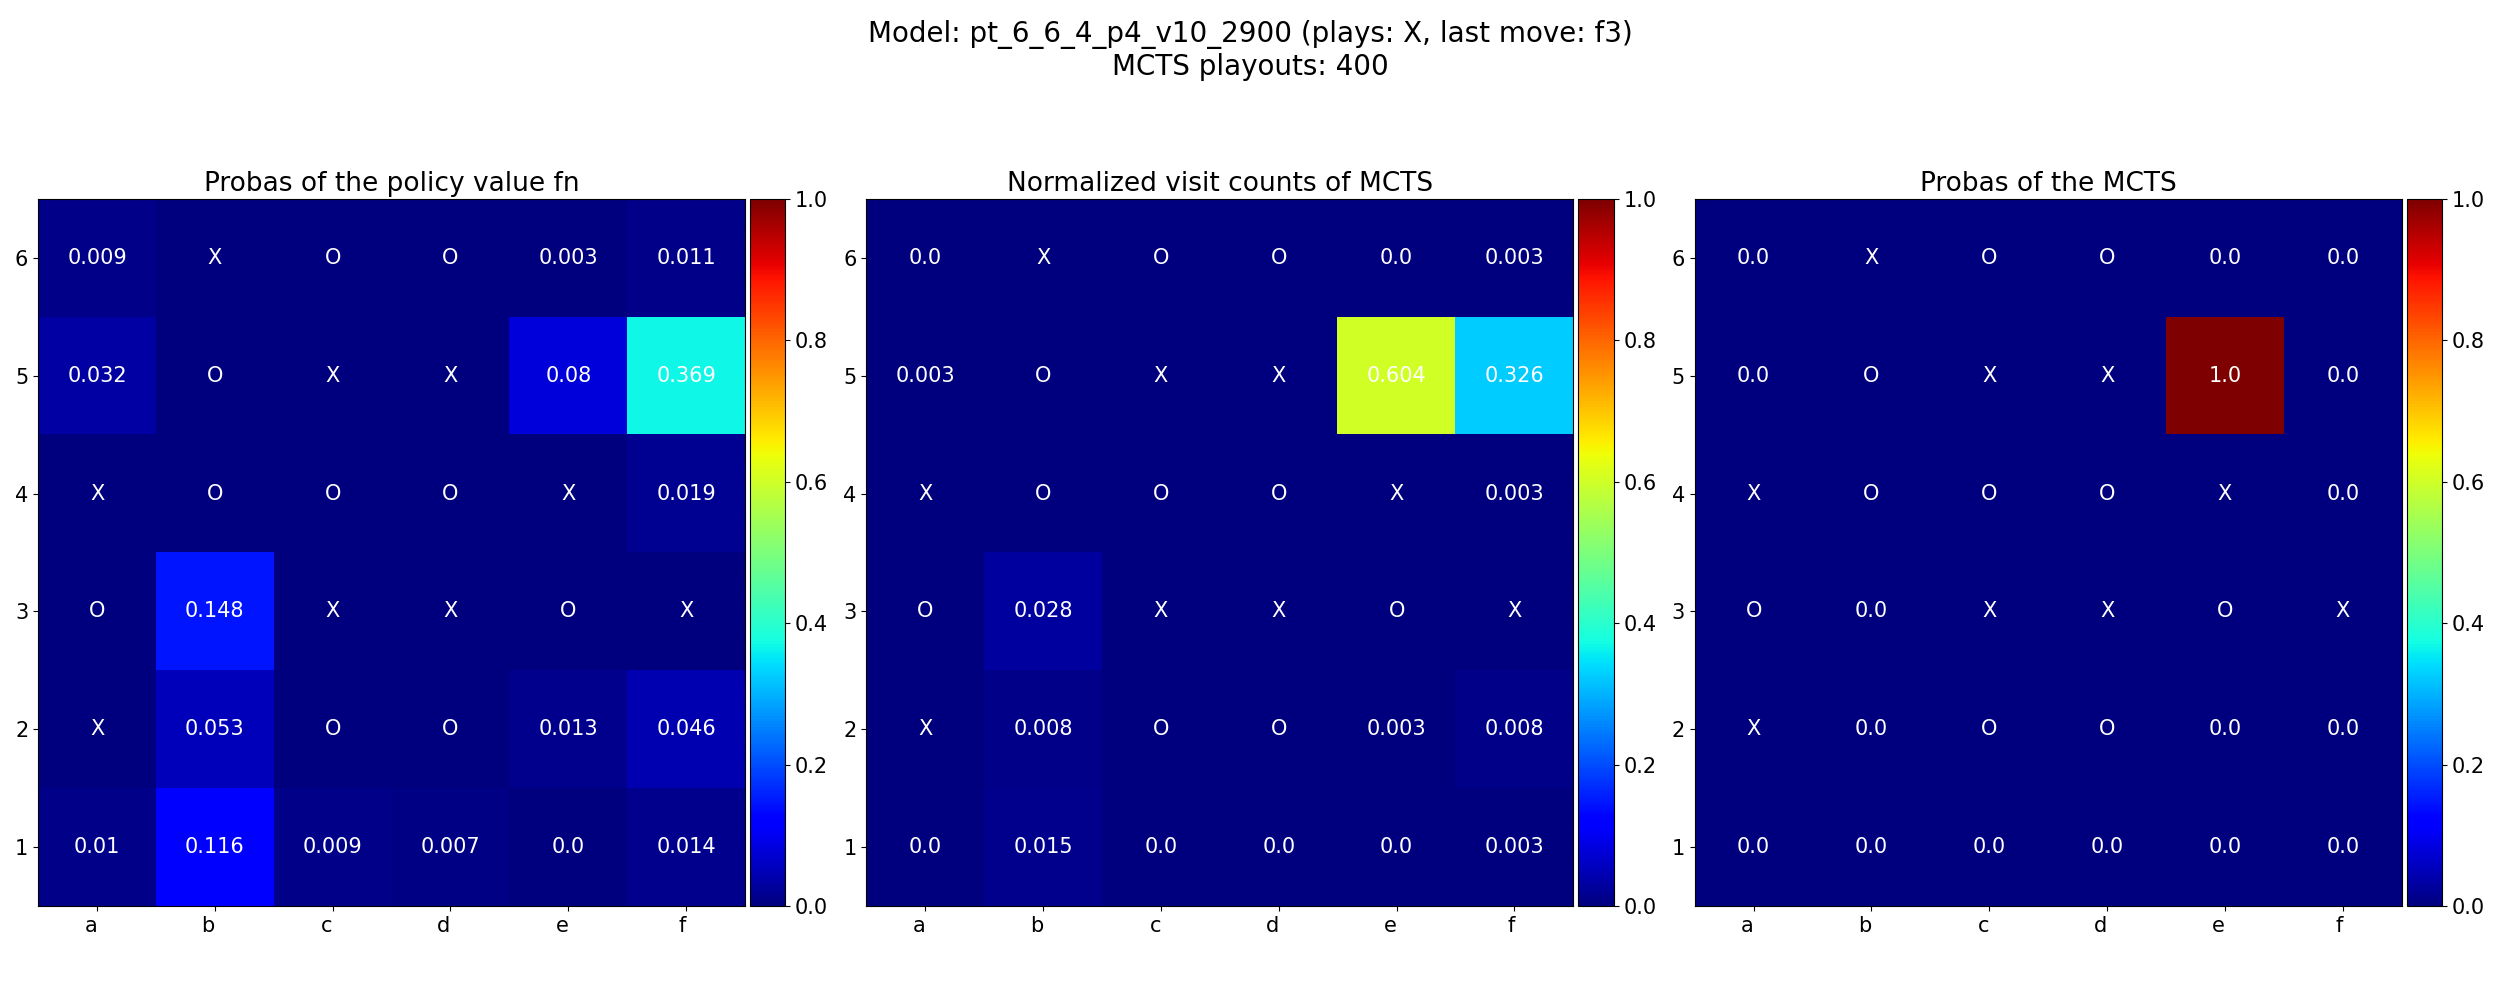 Model: pt_6_6_4_p4_v10_2900 (plays: X, last move: f3)
MCTS playouts: 400
Probas of the policy value fn
6 0.009 X O O 0.003 0.011
5 0.032 O X X 0.08 0.369
4 X O O O X 0.019
3 O 0.148 X X O X
2 X 0.053 O O 0.013 0.046
1 0.01 0.116 0.009 0.007 0.0 0.014
a b c d e f
1.0
0.8
0.6
0.4
0.2
0.0
Normalized visit counts of MCTS
6 0.0 X O O 0.0 0.003
5 0.003 O X X 0.604 0.326
4 X O O O X 0.003
3 O 0.028 X X O X
2 X 0.008 O O 0.003 0.008
1 0.0 0.015 0.0 0.0 0.0 0.003
a b c d e f
1.0
0.8
0.6
0.4
0.2
0.0
Probas of the MCTS
6 0.0 X O O 0.0 0.0
5 0.0 O X X 1.0 0.0
4 X O O O X 0.0
3 O 0.0 X X O X
2 X 0.0 O O 0.0 0.0
1 0.0 0.0 0.0 0.0 0.0 0.0
a b c d e f
1.0
0.8
0.6
0.4
0.2
0.0